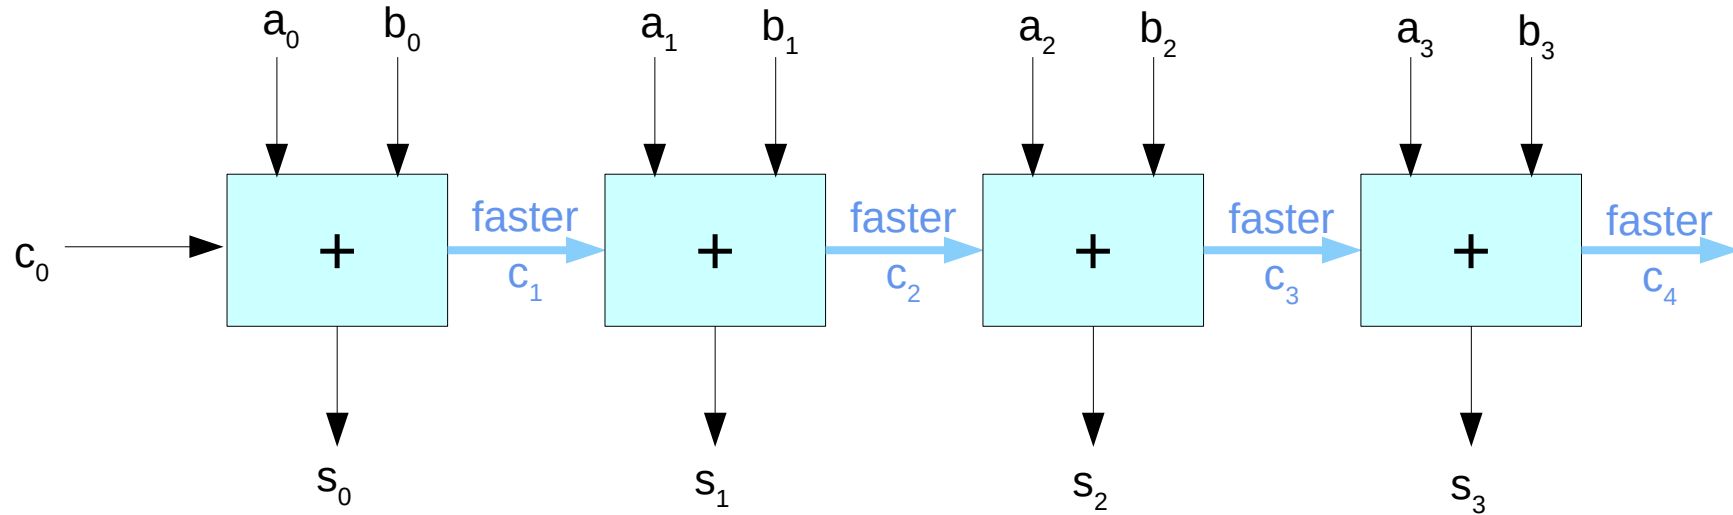 a₀ b₀ a₁ b₁ a₂ b₂ a₃ b₃
faster faster faster faster
c₀ + + + +
c₁ c₂ c₃ c₄
s₀ s₁ s₂ s₃